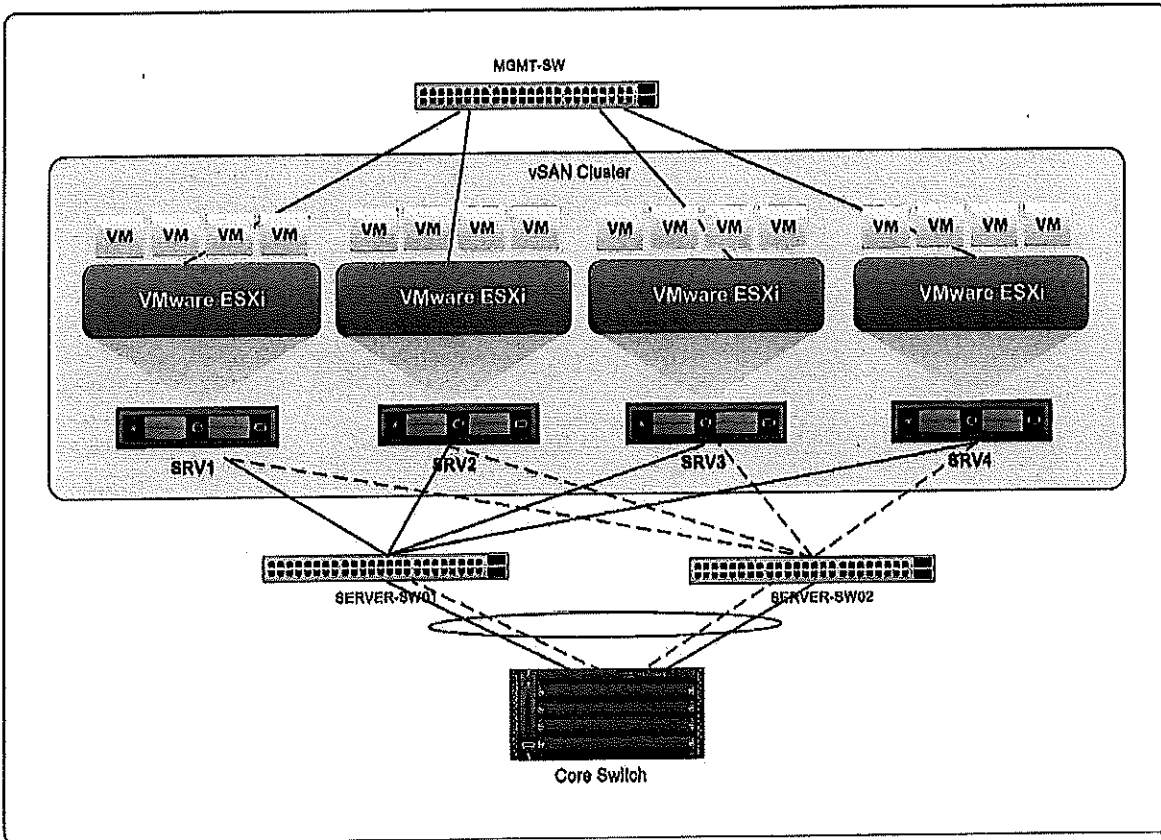 MGMT-SW
vSAN Cluster
VM VM VM VM VM VM VM VM VM VM VM VM VM VM VM VM
VMware ESXi VMware ESXi VMware ESXi VMware ESXi
SRV1 SRV2 SRV3 SRV4
SERVER-SW01 SERVER-SW02
Core Switch